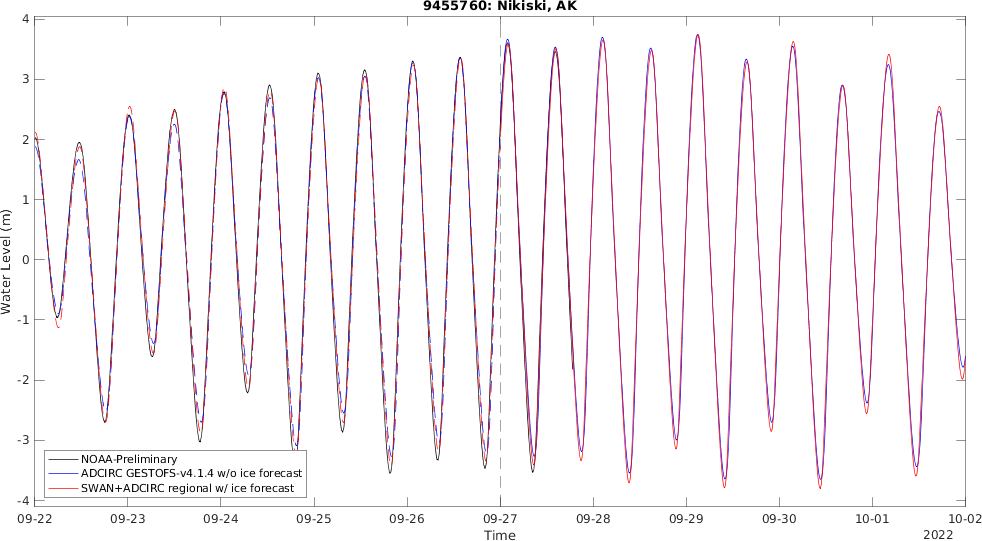 9455760: Nikiski, AK
4
3
2
1
0
-1
-2
-3
-4
Water Level (m)
NOAA-Preliminary
ADCIRC GESTOFS-v4.1.4 w/o ice forecast
SWAN+ADCIRC regional w/ ice forecast
09-22 09-23 09-24 09-25 09-26 09-27 09-28 09-29 09-30 10-01 10-02
Time
2022